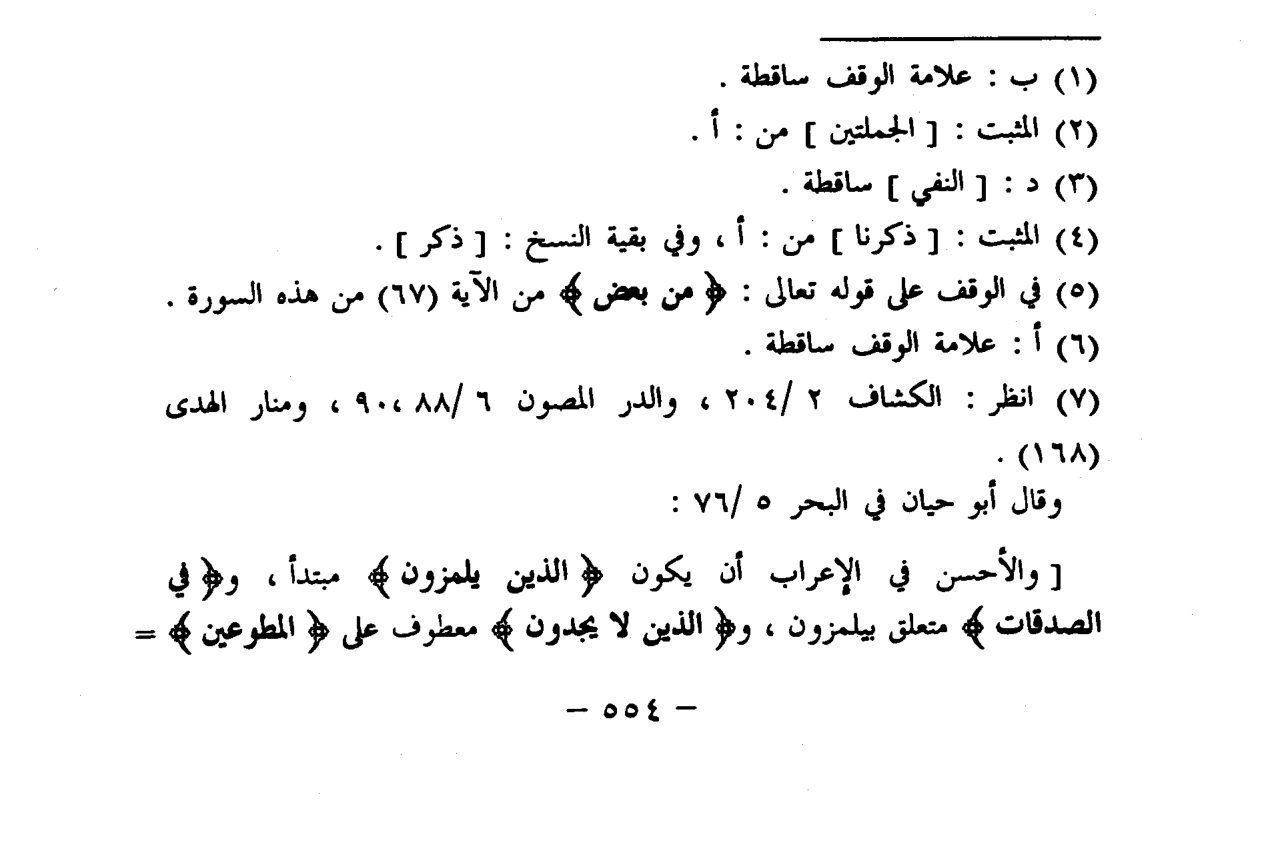 (١) ب : علامة الوقف ساقطة .
(٢) المثبت : [ الجملتين ] من : أ .
(٣) د : [ النفي ] ساقطة .
(٤) المثبت : [ ذكرنا ] من : أ ، وفي بقية النسخ : [ ذكر ] .
(٥) في الوقف على قوله تعالى : ﴿ من بعض ﴾ من الآية (٦٧) من هذه السورة .
(٦) أ : علامة الوقف ساقطة .
(٧) انظر : الكشاف ٢ /٢٠٤ ، والدر المصون ٦ /٨٨ ،٩٠ ، ومنار الهدى
(١٦٨) .
وقال أبو حيان في البحر ٥ /٧٦ :
[ والأحسن في الإعراب أن يكون ﴿ الذين يلمزون ﴾ مبتدأ ، و﴿ في
الصدقات ﴾ متعلق بيلمزون ، و﴿ الذين لا يجدون ﴾ معطوف على ﴿ المطوعين ﴾ =
– ٥٥٤ –